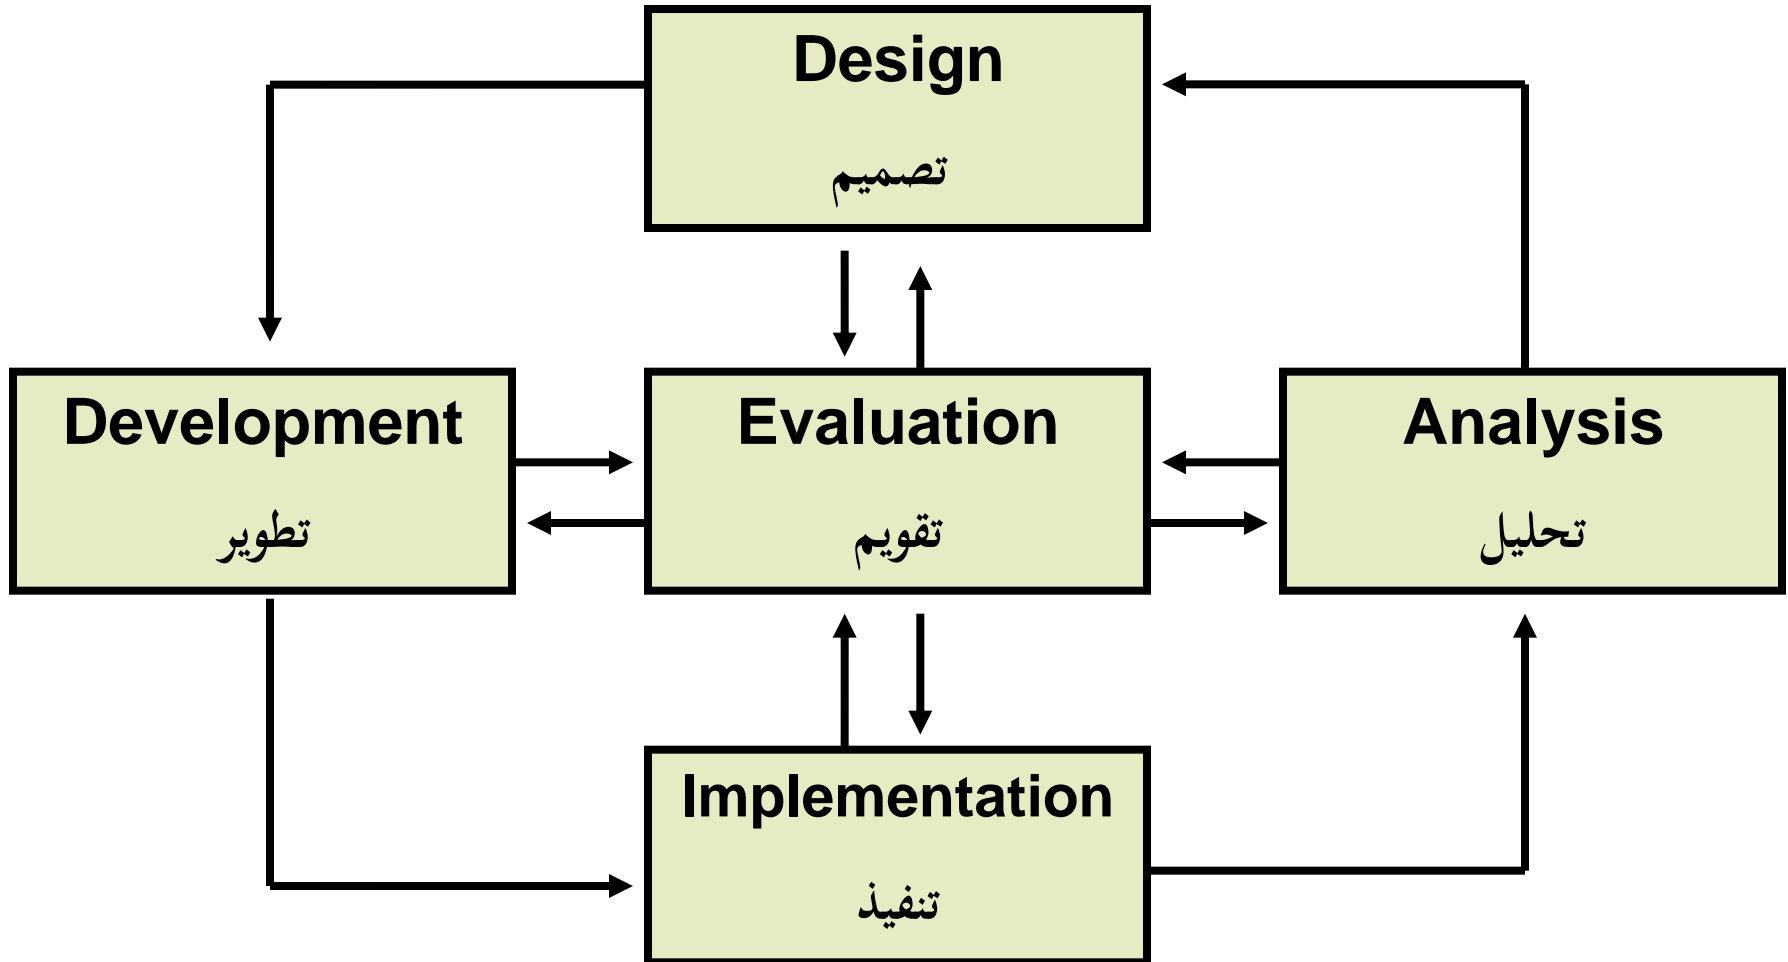 Design
تصميم
Development
تطوير
Evaluation
تقويم
Analysis
تحليل
Implementation
تنفيذ